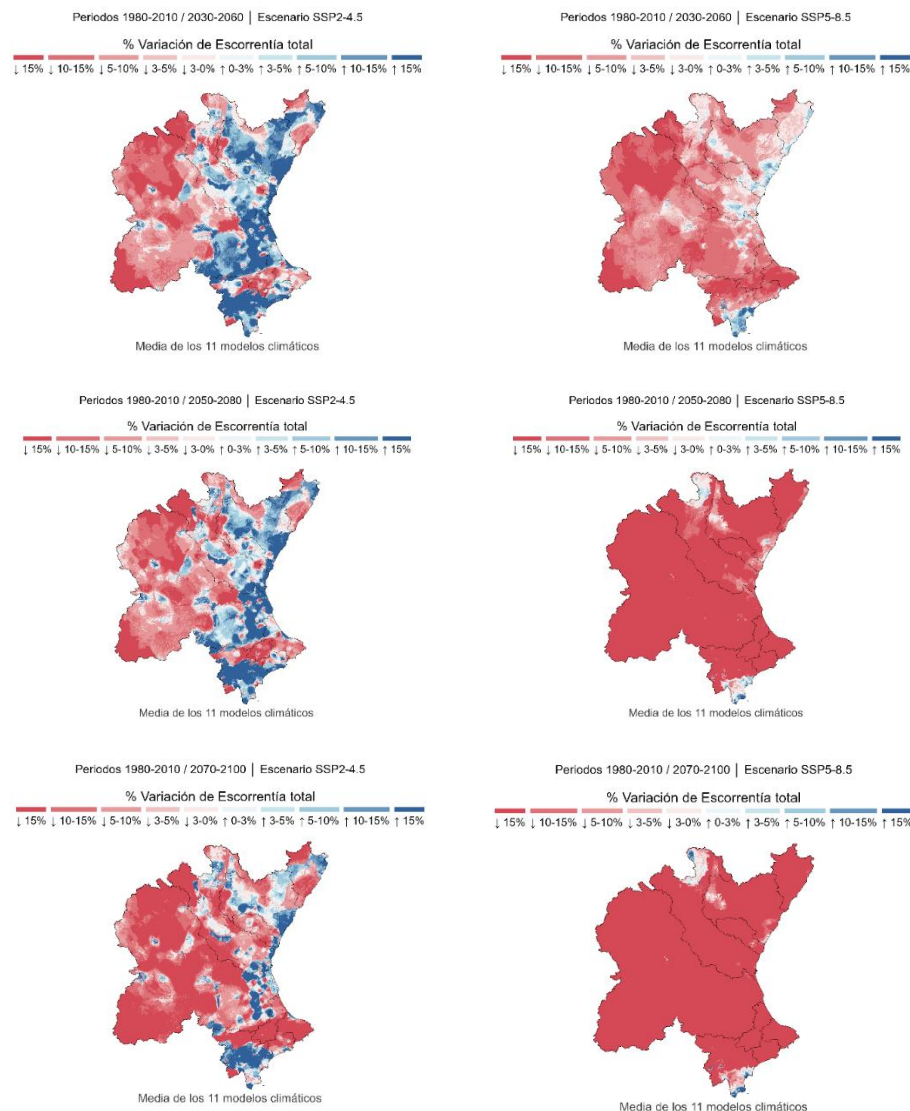 Periodos 1980-2010 / 2030-2060 | Escenario SSP2-4.5
% Variación de Escorrentía total
↓ 15% ↓ 10-15% ↓ 5-10% ↓ 3-5% ↓ 3-0% ↑ 0-3% ↑ 3-5% ↑ 5-10% ↑ 10-15% ↑ 15%
Media de los 11 modelos climáticos
Periodos 1980-2010 / 2030-2060 | Escenario SSP5-8.5
% Variación de Escorrentía total
↓ 15% ↓ 10-15% ↓ 5-10% ↓ 3-5% ↓ 3-0% ↑ 0-3% ↑ 3-5% ↑ 5-10% ↑ 10-15% ↑ 15%
Media de los 11 modelos climáticos
Periodos 1980-2010 / 2050-2080 | Escenario SSP2-4.5
% Variación de Escorrentía total
↓ 15% ↓ 10-15% ↓ 5-10% ↓ 3-5% ↓ 3-0% ↑ 0-3% ↑ 3-5% ↑ 5-10% ↑ 10-15% ↑ 15%
Media de los 11 modelos climáticos
Periodos 1980-2010 / 2050-2080 | Escenario SSP5-8.5
% Variación de Escorrentía total
↓ 15% ↓ 10-15% ↓ 5-10% ↓ 3-5% ↓ 3-0% ↑ 0-3% ↑ 3-5% ↑ 5-10% ↑ 10-15% ↑ 15%
Media de los 11 modelos climáticos
Periodos 1980-2010 / 2070-2100 | Escenario SSP2-4.5
% Variación de Escorrentía total
↓ 15% ↓ 10-15% ↓ 5-10% ↓ 3-5% ↓ 3-0% ↑ 0-3% ↑ 3-5% ↑ 5-10% ↑ 10-15% ↑ 15%
Media de los 11 modelos climáticos
Periodos 1980-2010 / 2070-2100 | Escenario SSP5-8.5
% Variación de Escorrentía total
↓ 15% ↓ 10-15% ↓ 5-10% ↓ 3-5% ↓ 3-0% ↑ 0-3% ↑ 3-5% ↑ 5-10% ↑ 10-15% ↑ 15%
Media de los 11 modelos climáticos